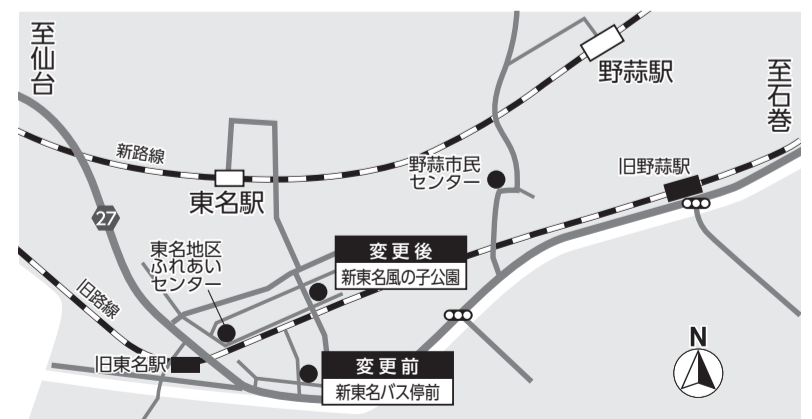 至仙台
野蒜駅
至石巻
新路線
東名駅
野蒜市民
センター
旧野蒜駅
27
東名地区
ふれあい
センター
変更後
新東名風の子公園
旧路線
旧東名駅
変更前
新東名バス停前
N